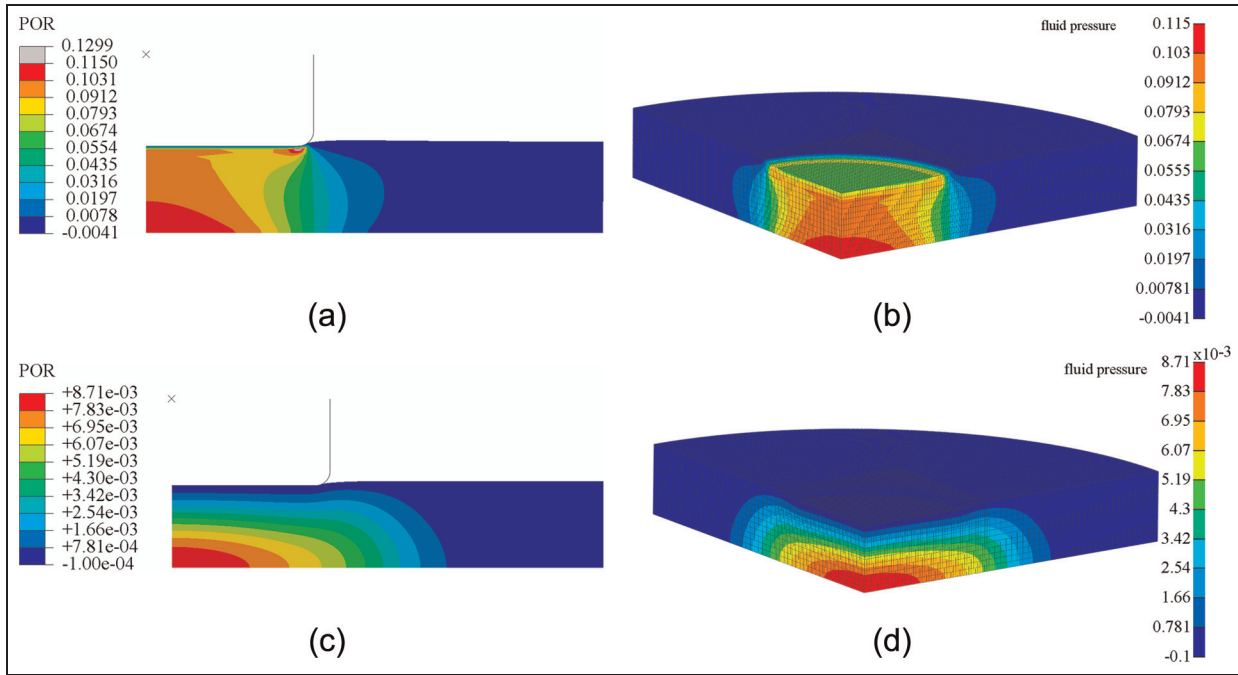 POR
0.1299
0.1150
0.1031
0.0912
0.0793
0.0674
0.0554
0.0435
0.0316
0.0197
0.0078
-0.0041
(a)
fluid pressure
0.115
0.103
0.0912
0.0793
0.0674
0.0555
0.0435
0.0316
0.0197
0.00781
-0.0041
(b)
POR
+8.71e-03
+7.83e-03
+6.95e-03
+6.07e-03
+5.19e-03
+4.30e-03
+3.42e-03
+2.54e-03
+1.66e-03
+7.81e-04
-1.00e-04
(c)
fluid pressure
x10-3
8.71
7.83
6.95
6.07
5.19
4.3
3.42
2.54
1.66
0.781
-0.1
(d)